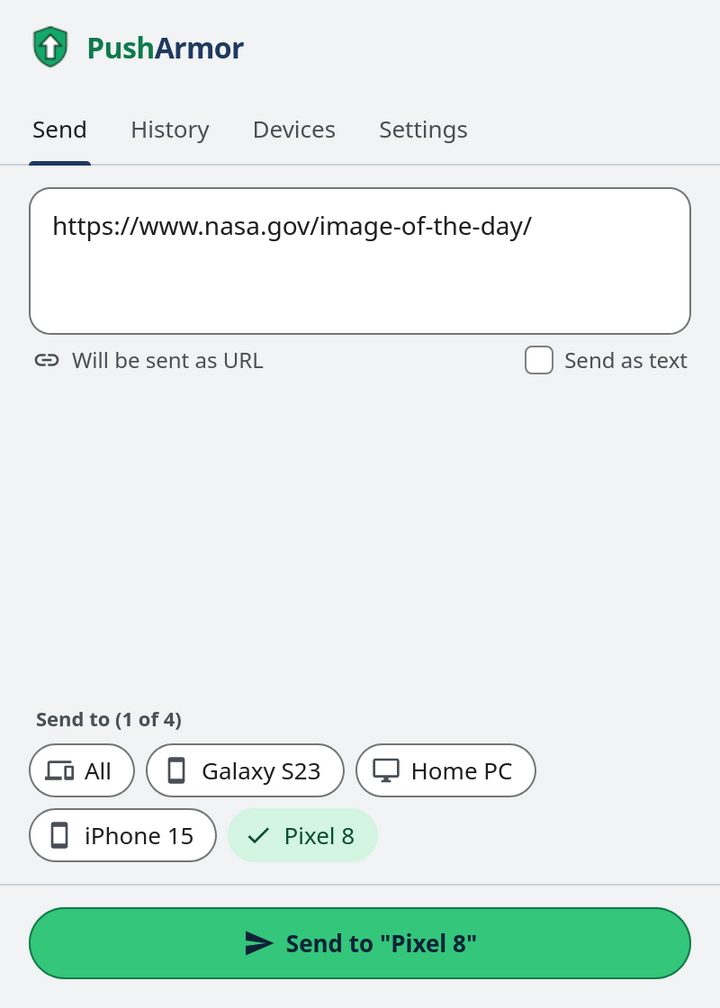 PushArmor
Send History Devices Settings
https://www.nasa.gov/image-of-the-day/
Will be sent as URL Send as text
Send to (1 of 4)
All Galaxy S23 Home PC
iPhone 15 Pixel 8
Send to "Pixel 8"